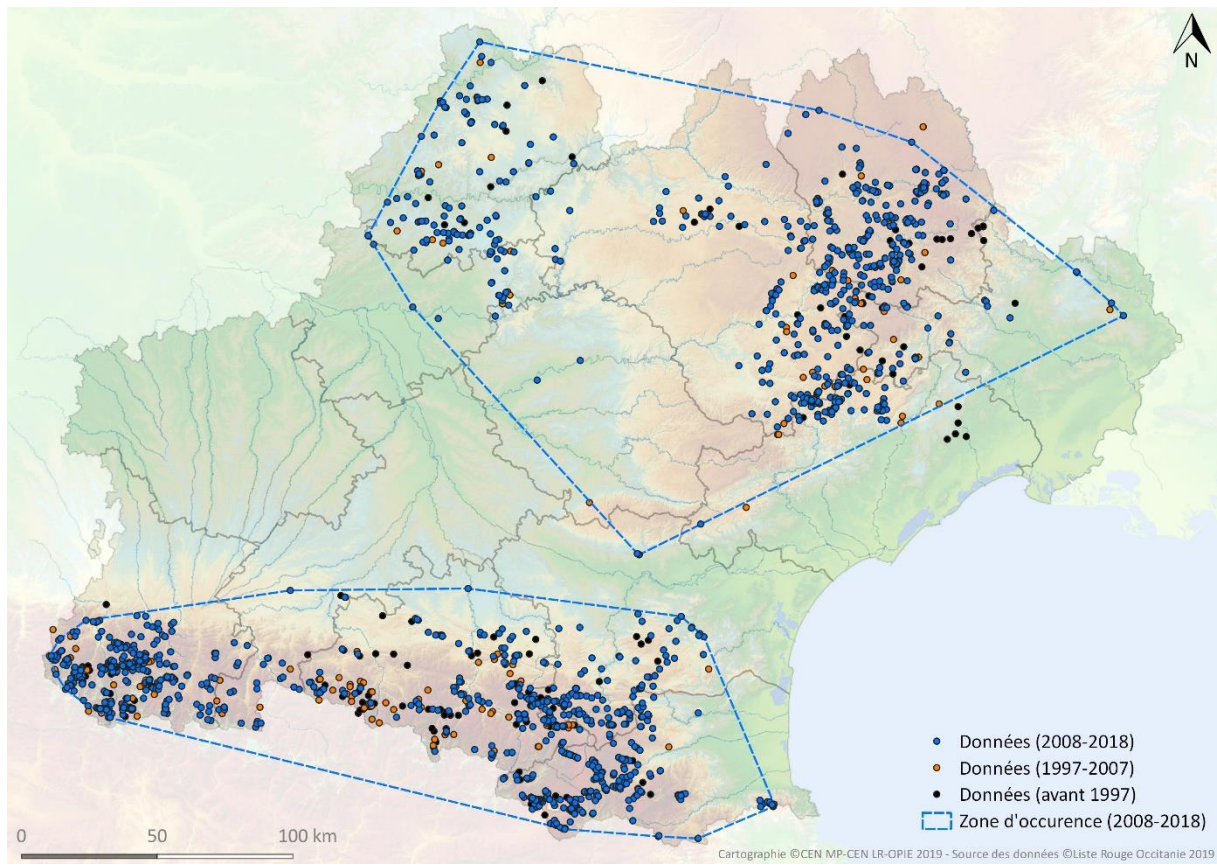 N
Données (2008-2018)
Données (1997-2007)
Données (avant 1997)
Zone d'occurence (2008-2018)
0 50 100 km
Cartographie ©CEN MP-CEN LR-OPIE 2019 - Source des données ©Liste Rouge Occitanie 2019